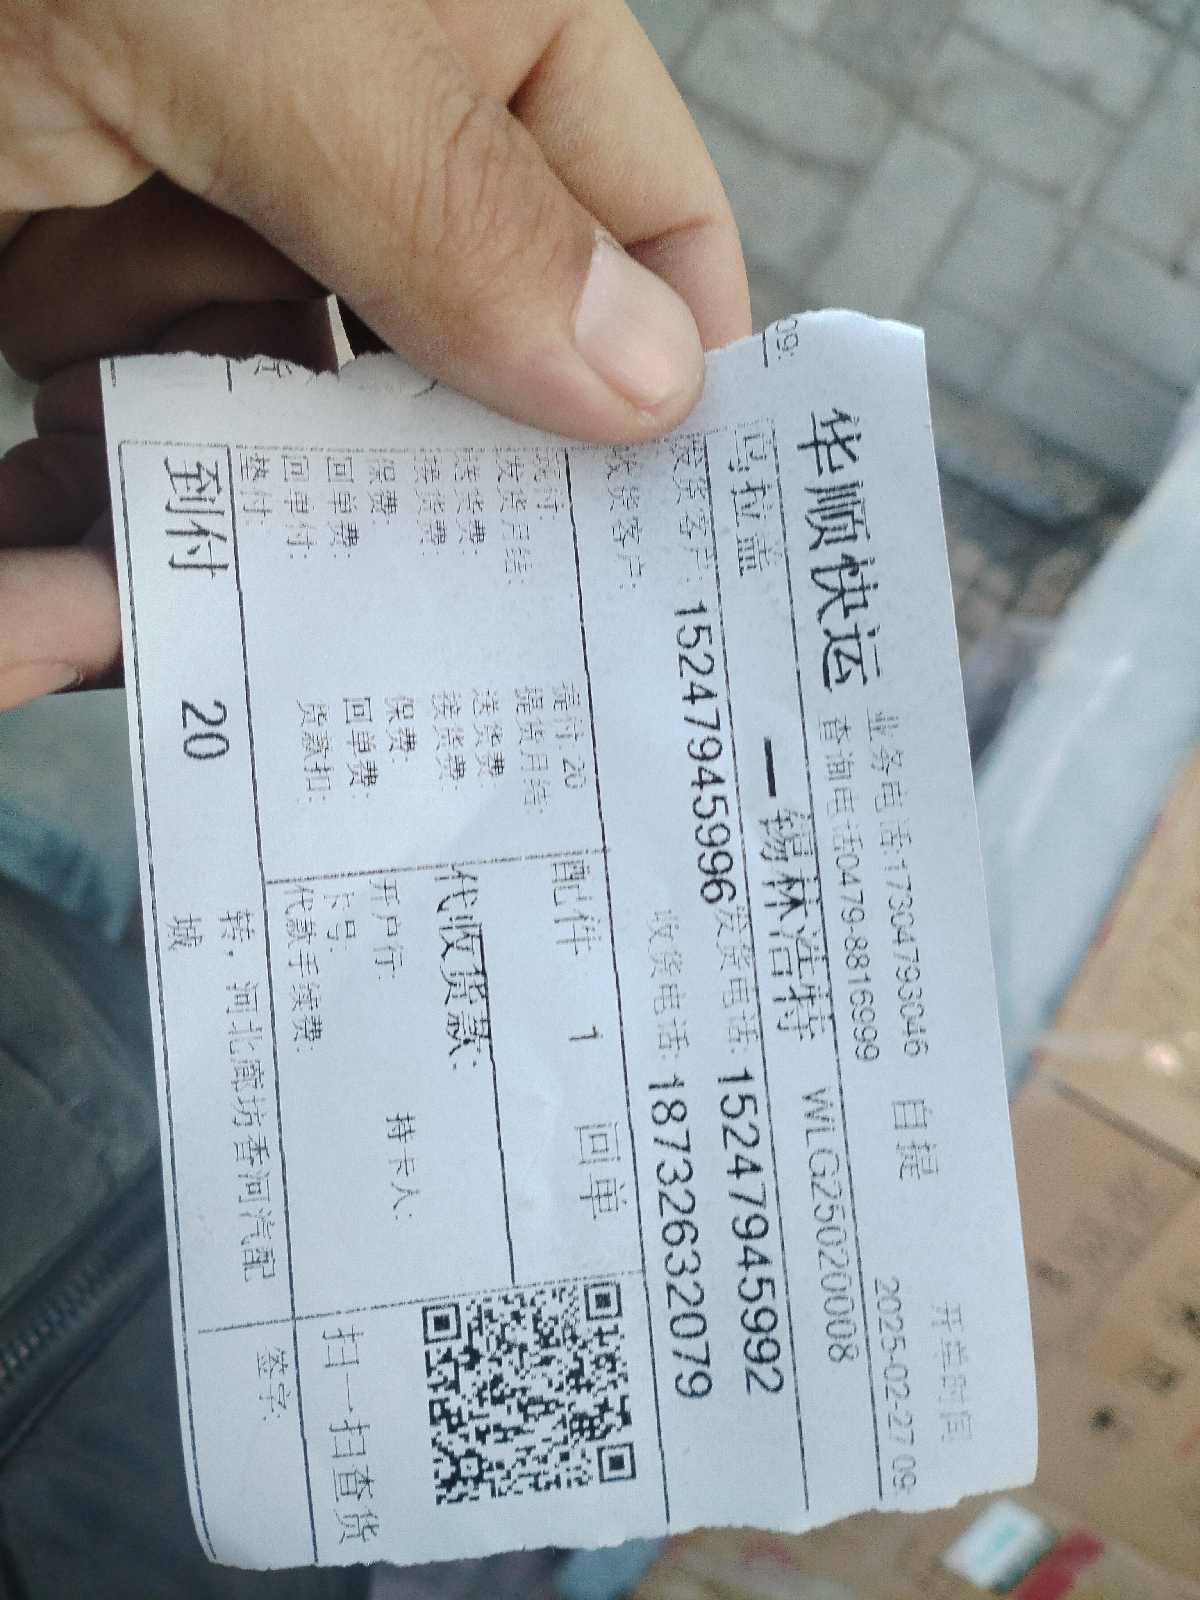 华顺快运 业务电话:17304793046 自提 开单时间
查询电话0479-8816999 2025-02-27 09
09:
乌拉盖 — 锡林浩特 WLG25020008
发货客户: 15247945996 发货电话: 15247945992
收货客户: 收货电话: 18732632079
提付:20 配件 1 回单
发货月结: 提货月结:
送货费: 送货费:
接货费: 接货费: 代收货款:
保费: 保费: 开户行: 持卡人:
回单费: 回单费: 卡号:
回单付: 货款扣: 代款手续费: 扫一扫查货
垫付:
到付 20 转，河北廊坊香河汽配 签字:
城